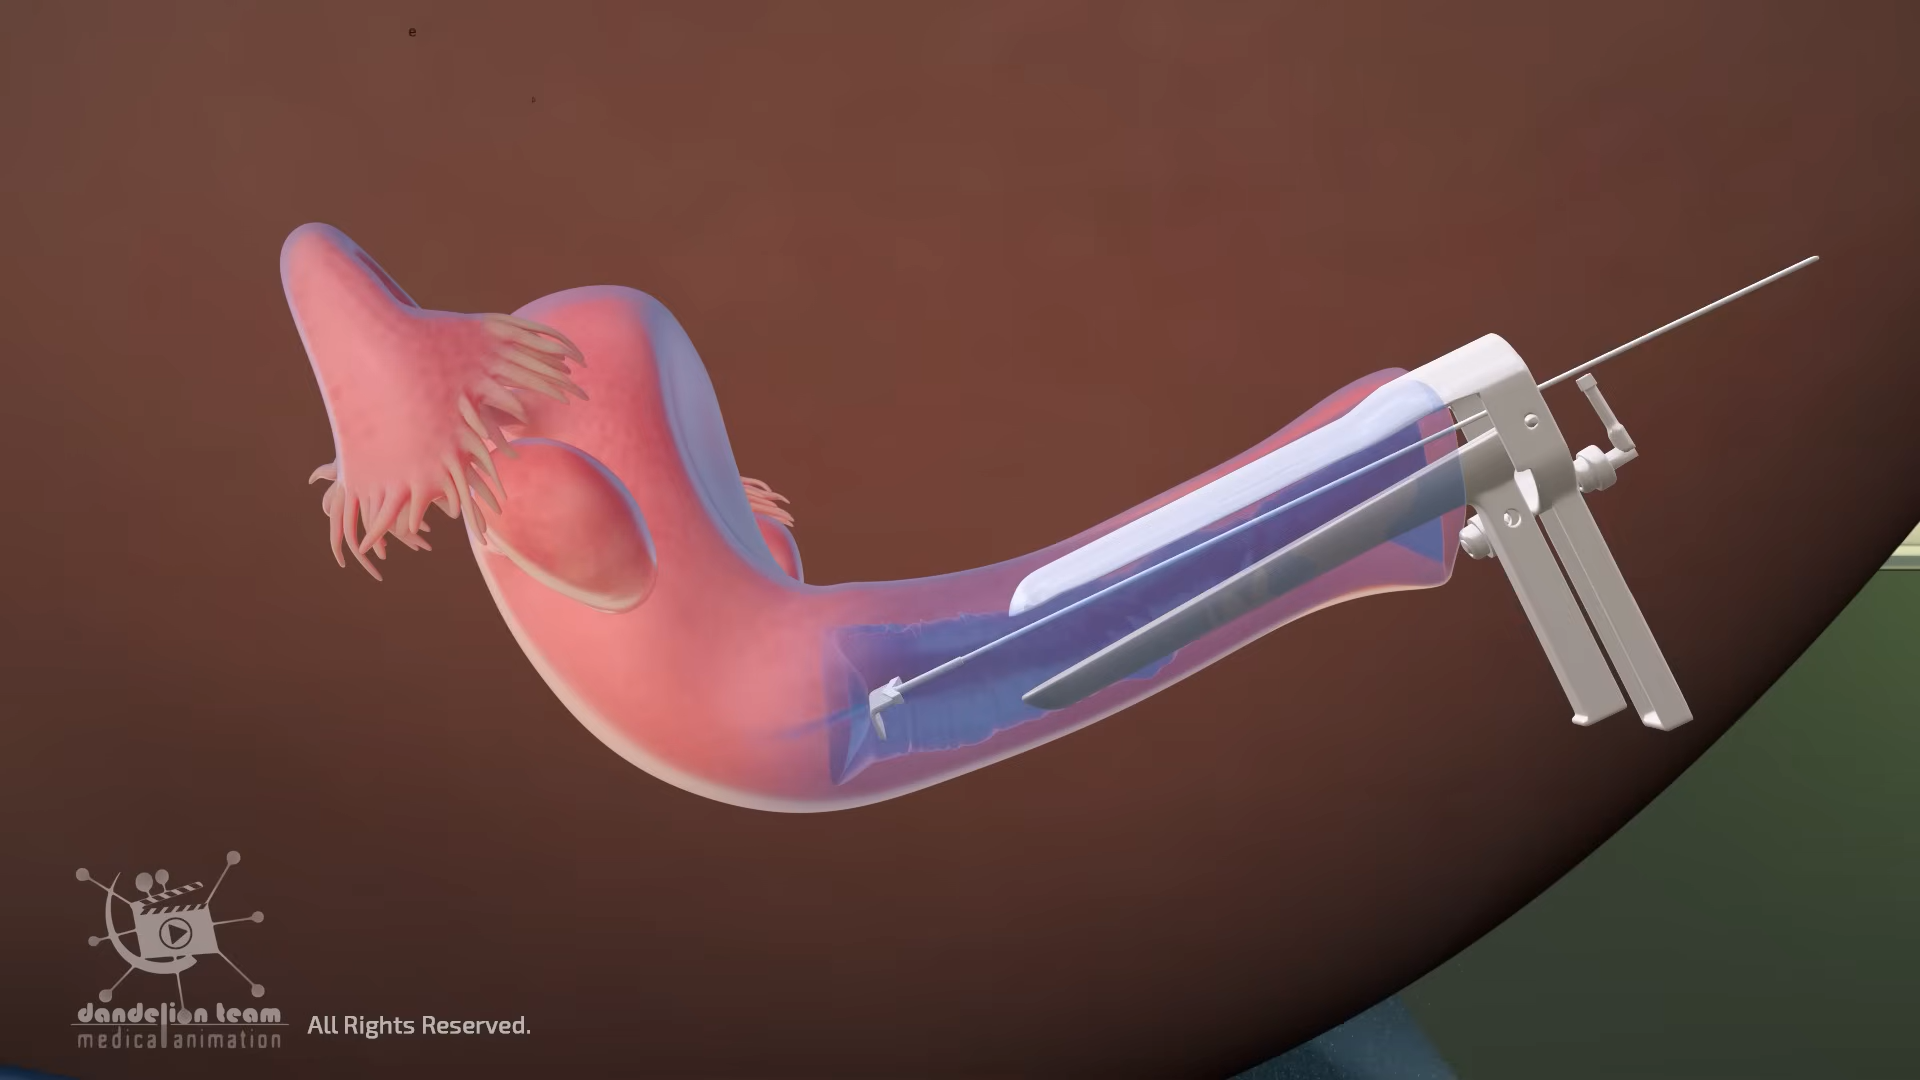 e
dandelion team
medical animation
All Rights Reserved.